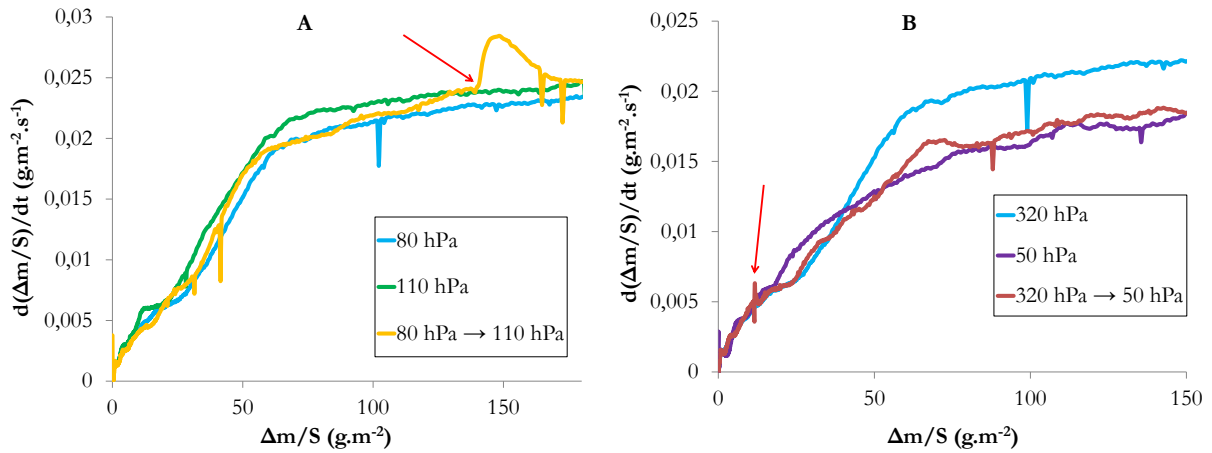 A
0,03
0,025
0,02
0,015
0,01
0,005
0
d(Δm/S)/dt (g.m⁻².s⁻¹)
80 hPa
110 hPa
80 hPa → 110 hPa
0 50 100 150
Δm/S (g.m⁻²)
B
0,025
0,02
0,015
0,01
0,005
0
d(Δm/S)/dt (g.m⁻².s⁻¹)
320 hPa
50 hPa
320 hPa → 50 hPa
0 50 100 150
Δm/S (g.m⁻²)